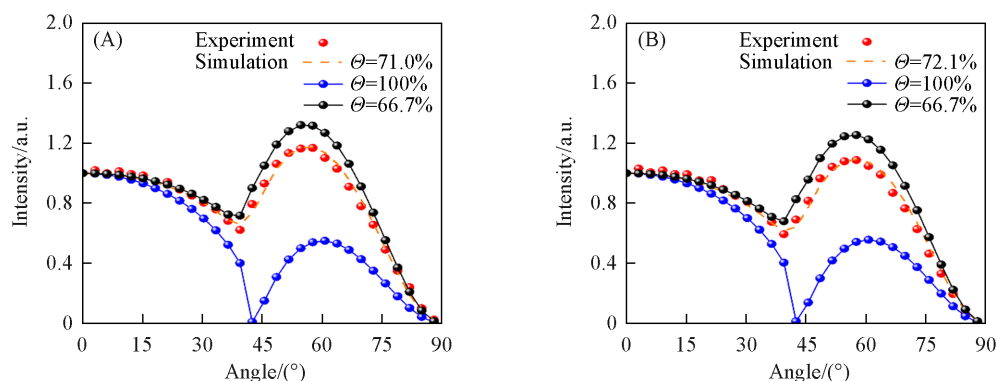 (A)
Experiment
Simulation
Θ=71.0%
Θ=100%
Θ=66.7%
2.0
1.6
1.2
0.8
0.4
0
Intensity/a.u.
0 15 30 45 60 75 90
Angle/(°)
(B)
Experiment
Simulation
Θ=72.1%
Θ=100%
Θ=66.7%
2.0
1.6
1.2
0.8
0.4
0
Intensity/a.u.
0 15 30 45 60 75 90
Angle/(°)